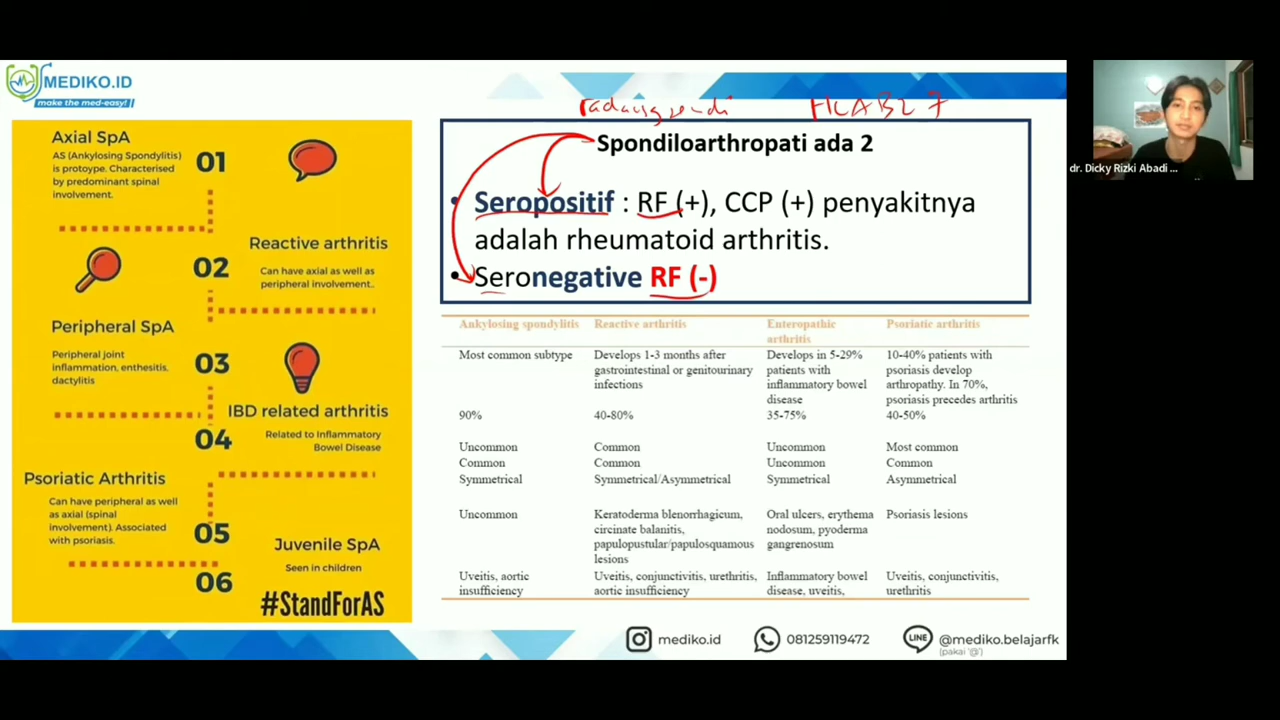 MEDIKO.ID
make the med-easy!
Axial SpA
AS (Ankylosing Spondylitis)
is protoype. Characterised
by predominant spinal
involvement.
01
Reactive arthritis
Can have axial as well as
peripheral involvement..
02
Peripheral SpA
Peripheral joint
inflammation, enthesitis,
dactylitis
03
IBD related arthritis
Related to Inflammatory
Bowel Disease
04
Psoriatic Arthritis
Can have peripheral as well
as axial (spinal
involvement). Associated
with psoriasis.
05
Juvenile SpA
Seen in children
06
#StandForAS
radang sendi HLA B27
Spondiloarthropati ada 2
• Seropositif : RF (+), CCP (+) penyakitnya
adalah rheumatoid arthritis.
• Seronegative RF (-)
Ankylosing spondylitis Reactive arthritis Enteropathic arthritis Psoriatic arthritis
Most common subtype Develops 1-3 months after gastrointestinal or genitourinary infections Develops in 5-29% patients with inflammatory bowel disease 10-40% patients with psoriasis develop arthropathy. In 70%, psoriasis precedes arthritis
90% 40-80% 35-75% 40-50%
Uncommon Common Uncommon Most common
Common Common Uncommon Common
Symmetrical Symmetrical/Asymmetrical Symmetrical Asymmetrical
Uncommon Keratoderma blenorrhagicum, circinate balanitis, papulopustular/papulosquamous lesions Oral ulcers, erythema nodosum, pyoderma gangrenosum Psoriasis lesions
Uveitis, aortic insufficiency Uveitis, conjunctivitis, urethritis, aortic insufficiency Inflammatory bowel disease, uveitis, Uveitis, conjunctivitis, urethritis
mediko.id 081259119472 LINE @mediko.belajarfk
(pakai '@')
dr. Dicky Rizki Abadi ...